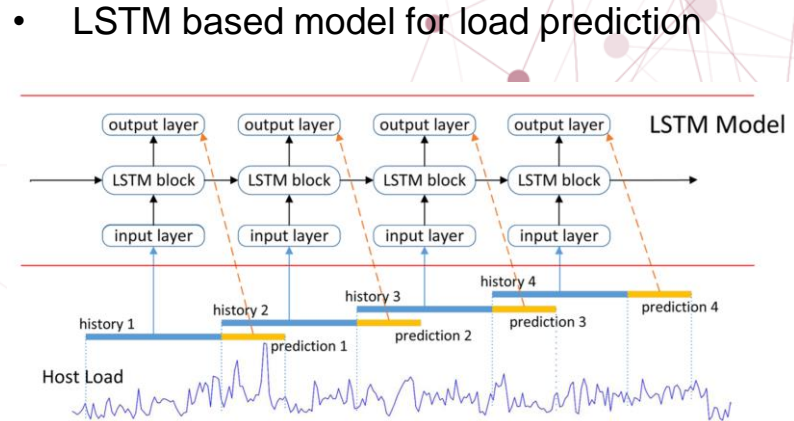 • LSTM based model for load prediction
output layer output layer output layer output layer LSTM Model
LSTM block LSTM block LSTM block LSTM block
input layer input layer input layer input layer
history 4
history 3
prediction 4
history 2
prediction 3
history 1
prediction 2
prediction 1
Host Load